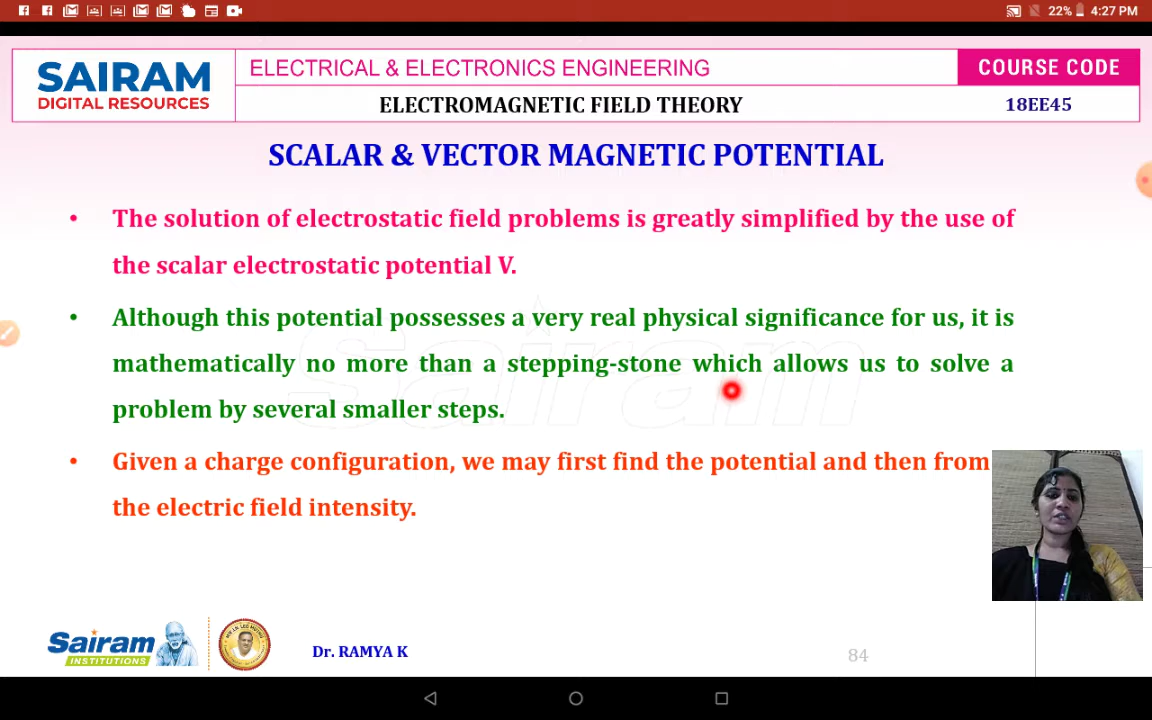 22% 4:27 PM
SAIRAM
DIGITAL RESOURCES
ELECTRICAL & ELECTRONICS ENGINEERING
COURSE CODE
ELECTROMAGNETIC FIELD THEORY
18EE45
SCALAR & VECTOR MAGNETIC POTENTIAL
• The solution of electrostatic field problems is greatly simplified by the use of
the scalar electrostatic potential V.
• Although this potential possesses a very real physical significance for us, it is
mathematically no more than a stepping-stone which allows us to solve a
problem by several smaller steps.
• Given a charge configuration, we may first find the potential and then from
the electric field intensity.
Sairam
Sairam
INSTITUTIONS
Dr. RAMYA K
84